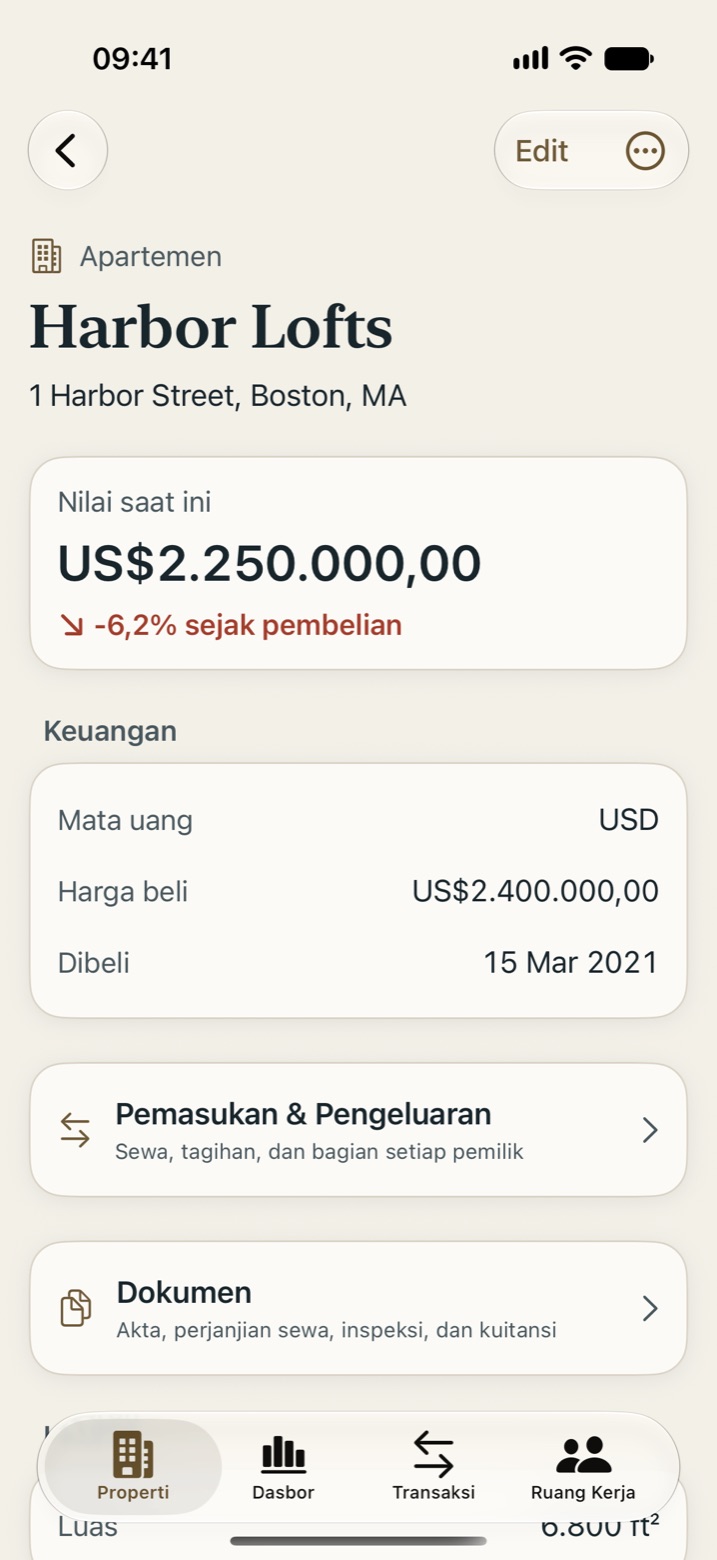 09:41
Edit
Apartemen
Harbor Lofts
1 Harbor Street, Boston, MA
Nilai saat ini
US$2.250.000,00
-6,2% sejak pembelian
Keuangan
Mata uang USD
Harga beli US$2.400.000,00
Dibeli 15 Mar 2021
Pemasukan & Pengeluaran
Sewa, tagihan, dan bagian setiap pemilik
Dokumen
Akta, perjanjian sewa, inspeksi, dan kuitansi
Properti Dasbor Transaksi Ruang Kerja
Luas 6.800 ft²